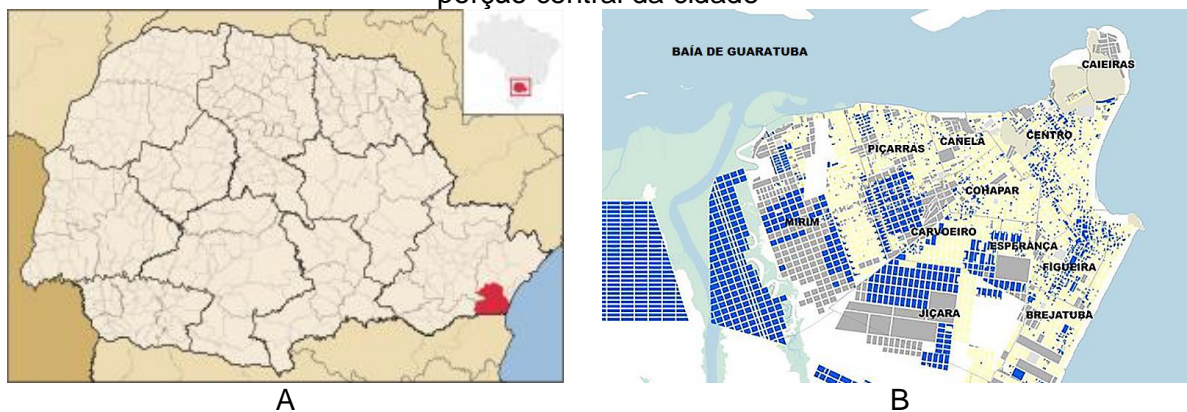 porção central da cidade
BAÍA DE GUARATUBA
CAIEIRAS
CENTRO
PIÇARRAS
CANELA
COHAPAR
MIRIM
CARVOEIRO
ESPERANÇA
FIGUEIRA
JIÇARA
BREJATUBA
A
B